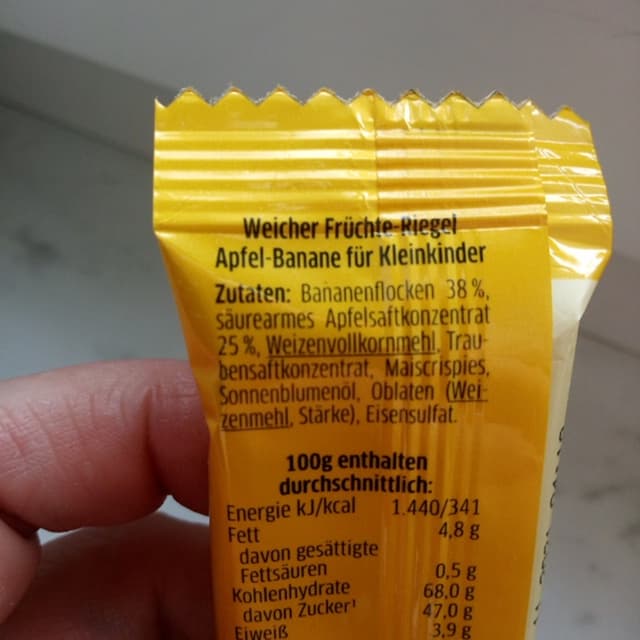 Weicher Früchte-Riegel
Apfel-Banane für Kleinkinder
Zutaten: Bananenflocken 38 %,
säurearmes Apfelsaftkonzentrat
25 %, Weizenvollkornmehl, Trau-
bensaftkonzentrat, Maiscrispies,
Sonnenblumenöl, Oblaten (Wei-
zenmehl, Stärke), Eisensulfat.
100g enthalten
durchschnittlich:
Energie kJ/kcal 1.440/341
Fett 4,8 g
davon gesättigte
Fettsäuren 0,5 g
Kohlenhydrate 68,0 g
davon Zucker¹ 47,0 g
Eiweiß 3,9 g